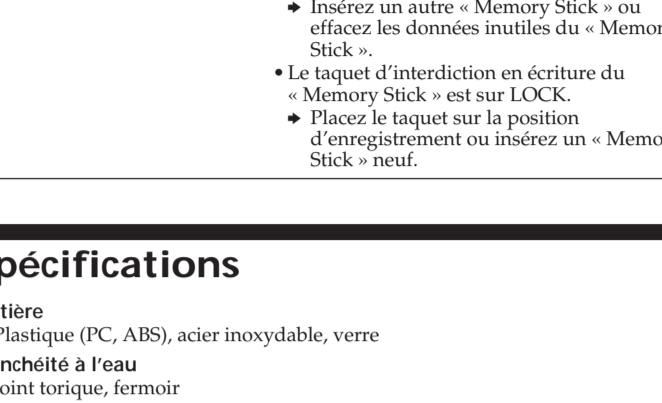 ➔ Insérez un autre « Memory Stick » ou
effacez les données inutiles du « Memor
Stick ».
• Le taquet d’interdiction en écriture du
« Memory Stick » est sur LOCK.
➔ Placez le taquet sur la position
d’enregistrement ou insérez un « Memo
Stick » neuf.
pécifications
tière
Plastique (PC, ABS), acier inoxydable, verre
nchéité à l’eau
oint torique, fermoir